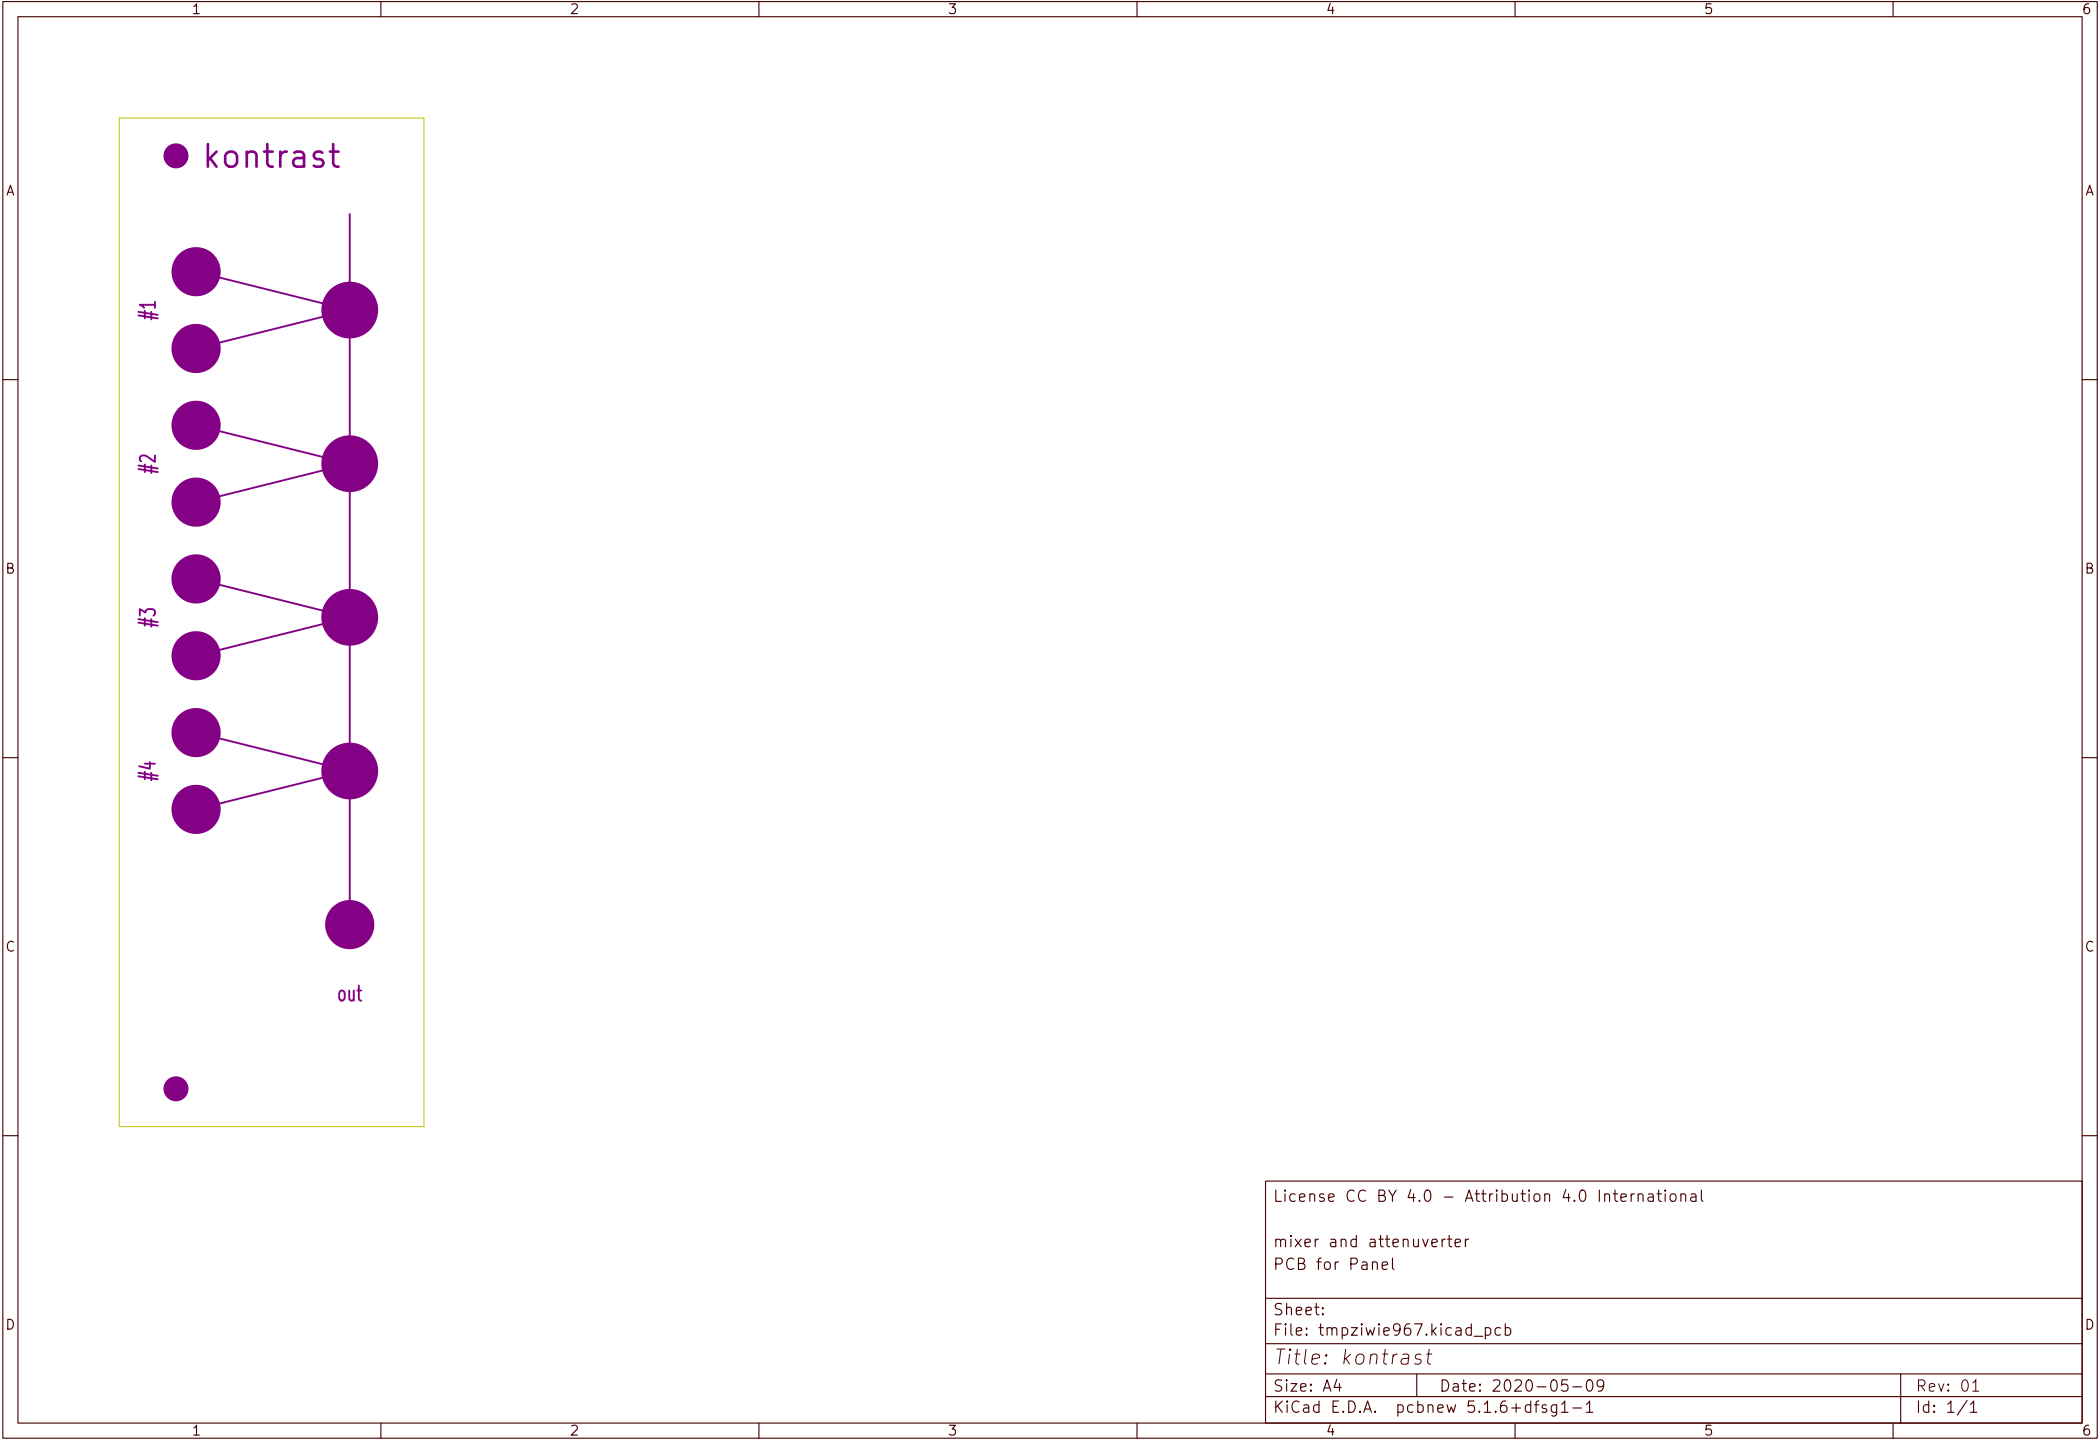 1 2 3 4 5 6
kontrast
A A
#1
#2
B B
#3
#4
C C
out
License CC BY 4.0 - Attribution 4.0 International
mixer and attenuverter
PCB for Panel
Sheet:
D D
File: tmpziwie967.kicad_pcb
Title: kontrast
Size: A4 Date: 2020-05-09 Rev: 01
KiCad E.D.A. pcbnew 5.1.6+dfsg1-1 Id: 1/1
1 2 3 4 5 6